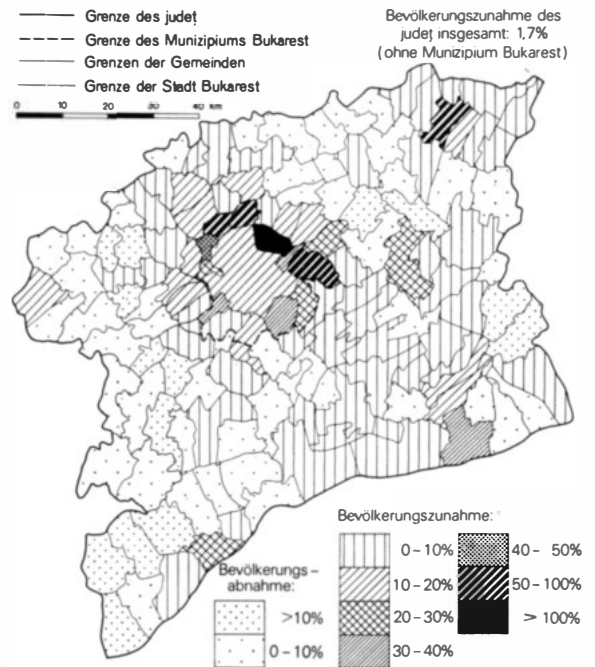 Grenze des judeţ
Grenze des Munizipiums Bukarest
Grenzen der Gemeinden
Grenze der Stadt Bukarest
0 10 20 30 40 km
Bevölkerungszunahme des
judeţ insgesamt: 1,7%
(ohne Munizipium Bukarest)
Bevölkerungs-
abnahme:
>10%
0-10%
Bevölkerungszunahme:
0-10%
10-20%
20-30%
30-40%
40- 50%
50-100%
> 100%